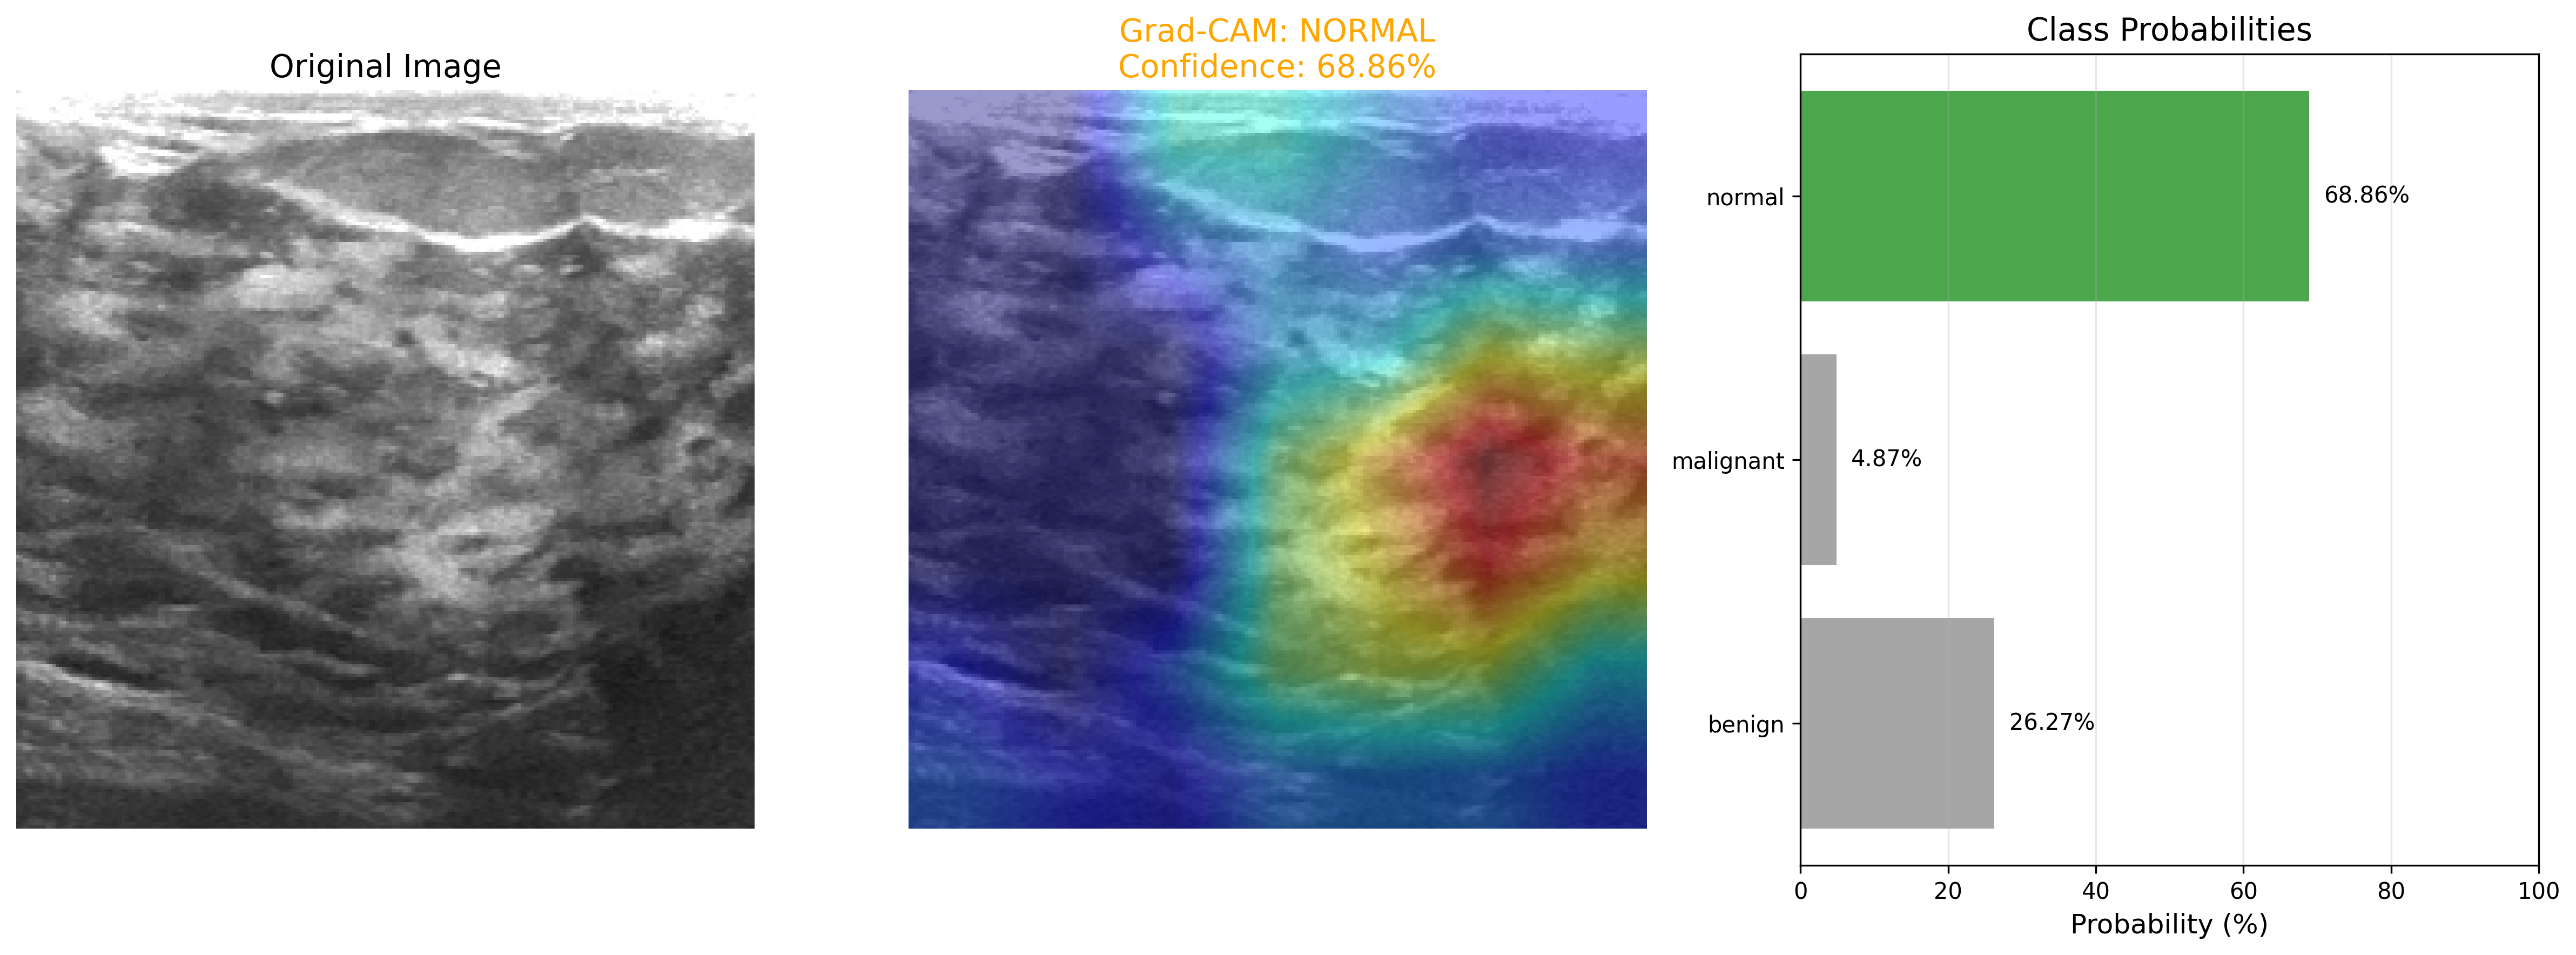 Original Image
Grad-CAM: NORMAL
Confidence: 68.86%
Class Probabilities
normal
68.86%
malignant
4.87%
benign
26.27%
0 20 40 60 80 100
Probability (%)